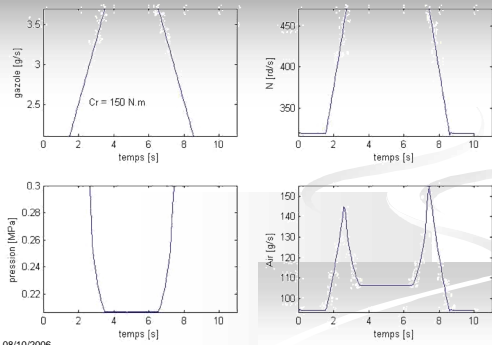 3.5
3
2.5
gazole [g/s]
Cr = 150 N.m
0 2 4 6 8 10
temps [s]
450
400
350
N [rd/s]
0 2 4 6 8 10
temps [s]
0.3
0.28
0.26
0.24
0.22
pression [MPa]
0 2 4 6 8 10
temps [s]
150
140
130
120
110
100
Air [g/s]
0 2 4 6 8 10
temps [s]
08/10/2006